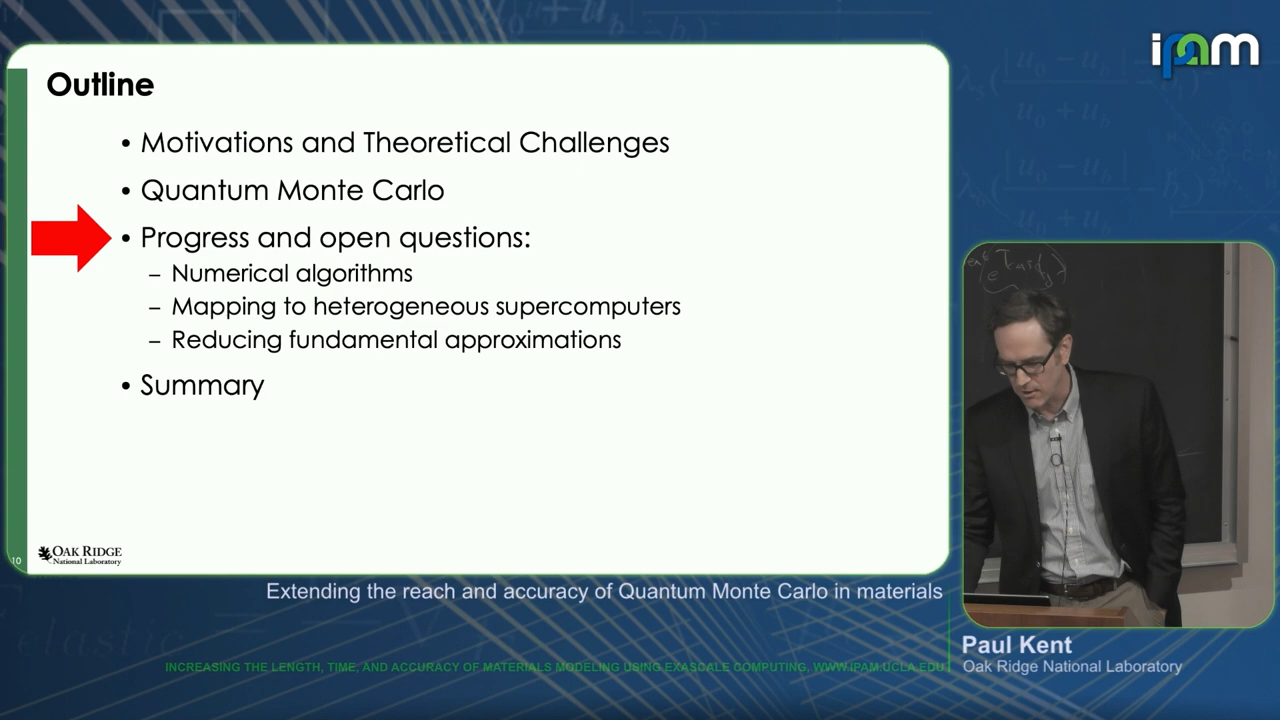 ipam
Outline
• Motivations and Theoretical Challenges
• Quantum Monte Carlo
• Progress and open questions:
– Numerical algorithms
– Mapping to heterogeneous supercomputers
– Reducing fundamental approximations
• Summary
10
OAK RIDGE
National Laboratory
Extending the reach and accuracy of Quantum Monte Carlo in materials
Paul Kent
Oak Ridge National Laboratory
INCREASING THE LENGTH, TIME, AND ACCURACY OF MATERIALS MODELING USING EXASCALE COMPUTING, WWW.IPAM.UCLA.EDU
elastic